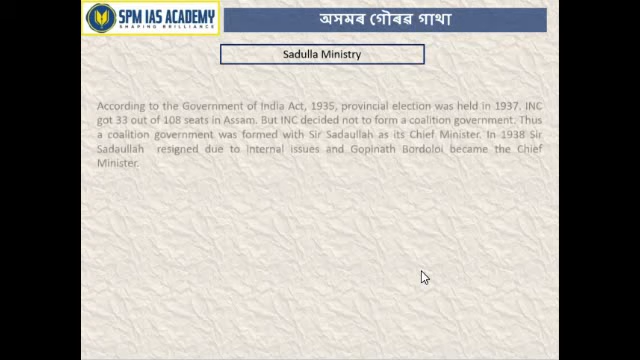 SPM IAS ACADEMY
SHAPING BRILLIANCE
অসমৰ গৌৰৱ গাথা
Sadulla Ministry
According to the Government of India Act, 1935, provincial election was held in 1937. INC
got 33 out of 108 seats in Assam. But INC decided not to form a coalition government. Thus
a coalition government was formed with Sir Sadaullah as its Chief Minister. In 1938 Sir
Sadaullah resigned due to internal issues and Gopinath Bordoloi became the Chief
Minister.